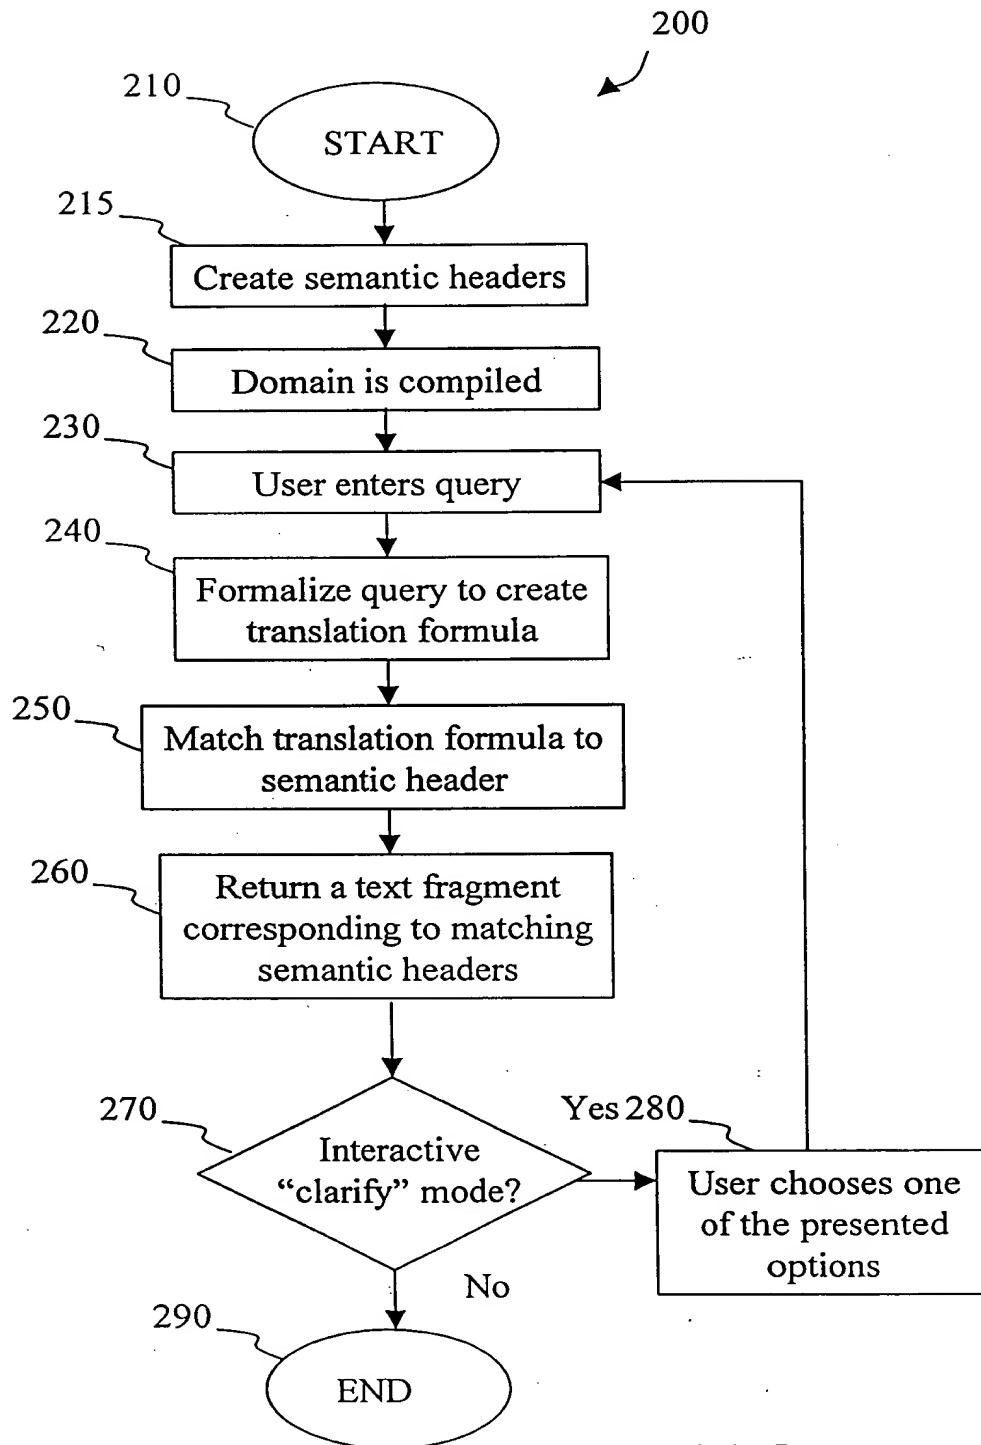 200
210
START
215
Create semantic headers
220
Domain is compiled
230
User enters query
240
Formalize query to create
translation formula
250
Match translation formula to
semantic header
260
Return a text fragment
corresponding to matching
semantic headers
270
Interactive
“clarify” mode?
Yes 280
User chooses one
of the presented
options
No
290
END